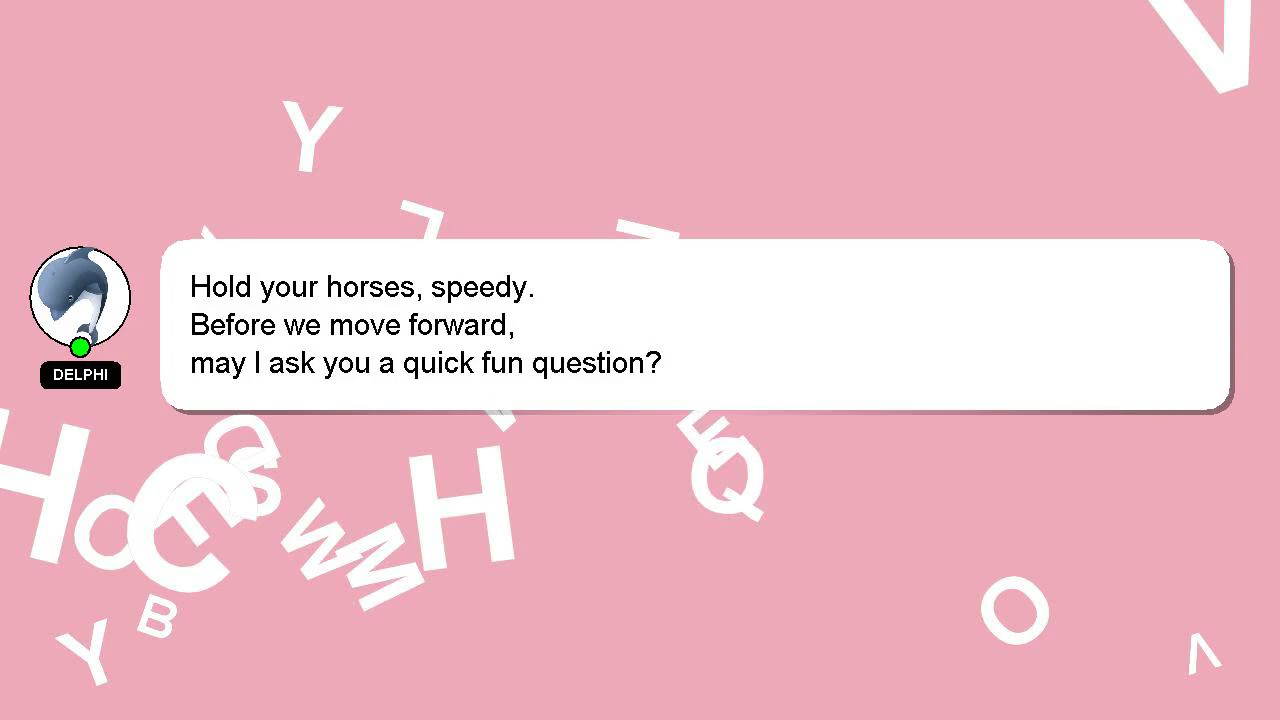 V
Y
L
L
Hold your horses, speedy.
Before we move forward,
may I ask you a quick fun question?
DELPHI
H
O
C
G
S
W
M
H
E
Q
Y
B
O
V